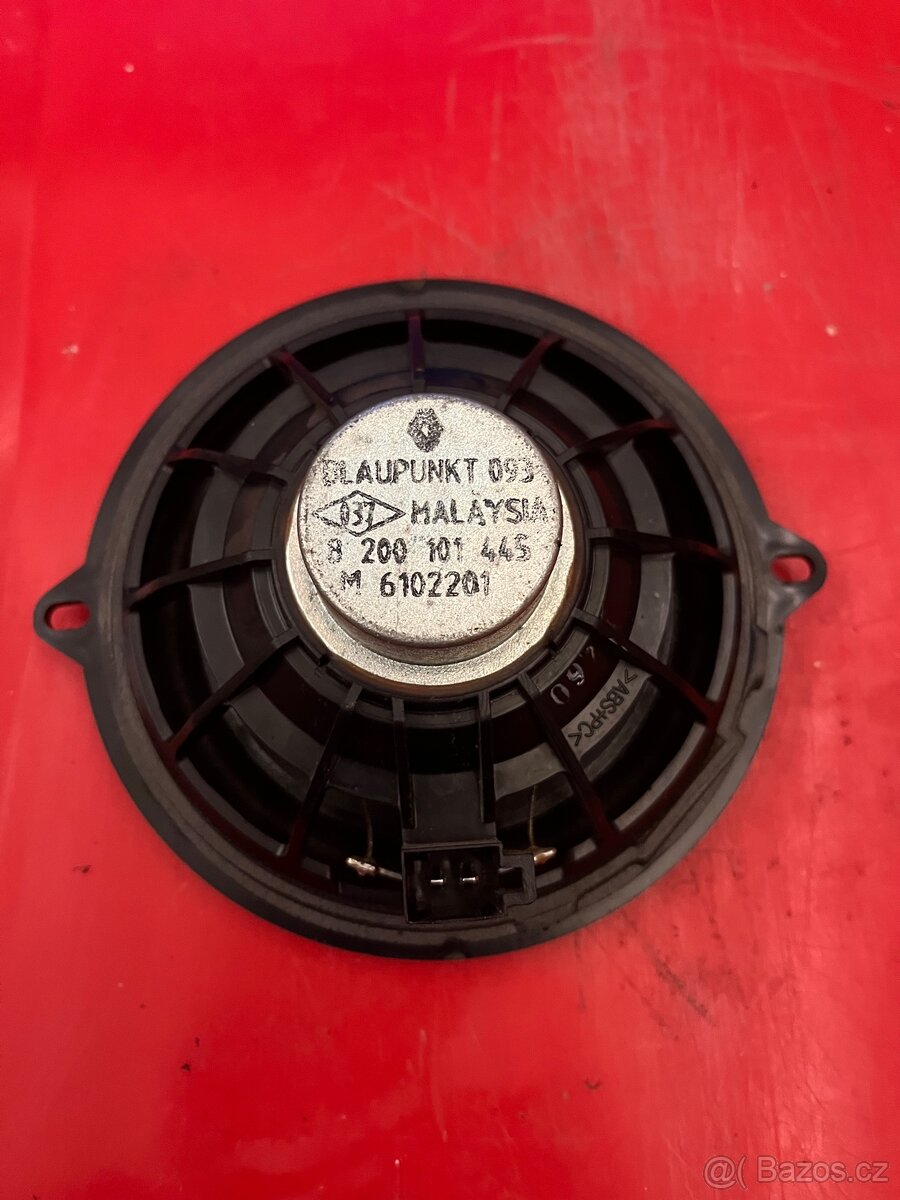 BLAUPUNKT 093
037 MALAYSIA
8 200 101 445
M 6102201
>ABS+PC<
@( Bazos.cz